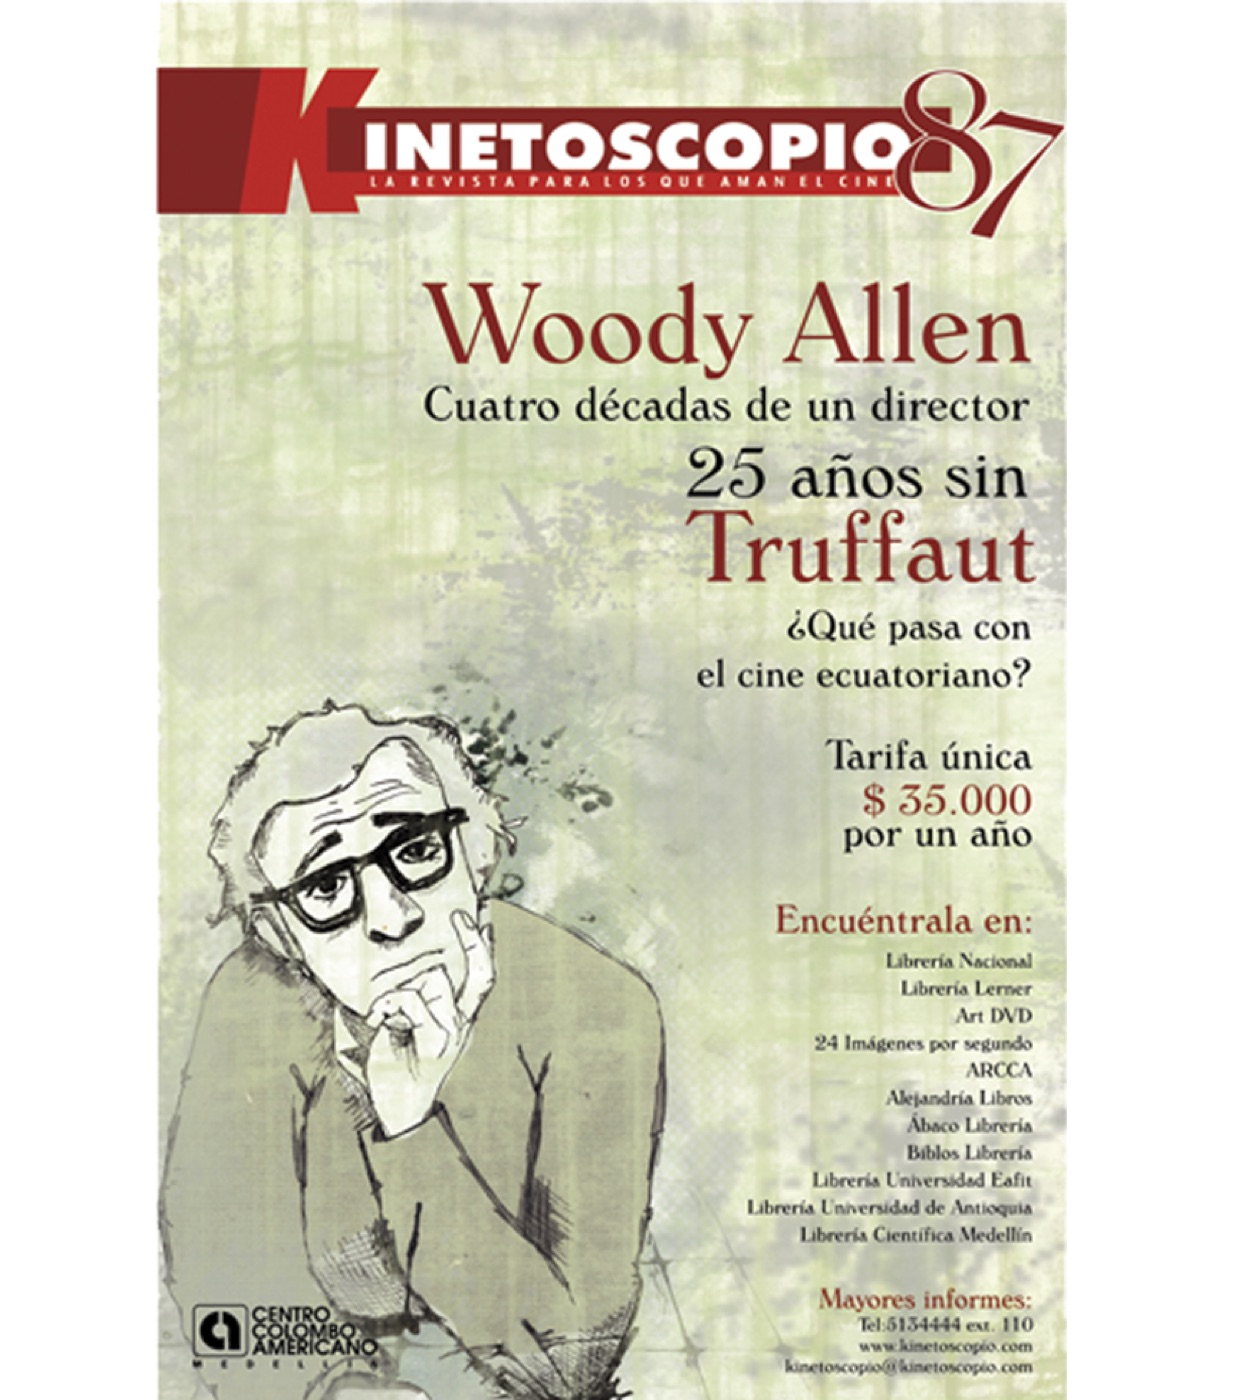 KINETOSCOPIO 87
LA REVISTA PARA LOS QUE AMAN EL CINE
Woody Allen
Cuatro décadas de un director
25 años sin
Truffaut
¿Qué pasa con
el cine ecuatoriano?
Tarifa única
$ 35.000
por un año
Encuéntrala en:
Librería Nacional
Librería Lerner
Art DVD
24 Imágenes por segundo
ARCCA
Alejandría Libros
Ábaco Librería
Biblos Librería
Librería Universidad Eafit
Librería Universidad de Antioquia
Librería Científica Medellín
Mayores informes:
Tel:5134444 ext. 110
www.kinetoscopio.com
kinetoscopio@kinetoscopio.com
CENTRO
COLOMBO
AMERICANO
MEDELLIN